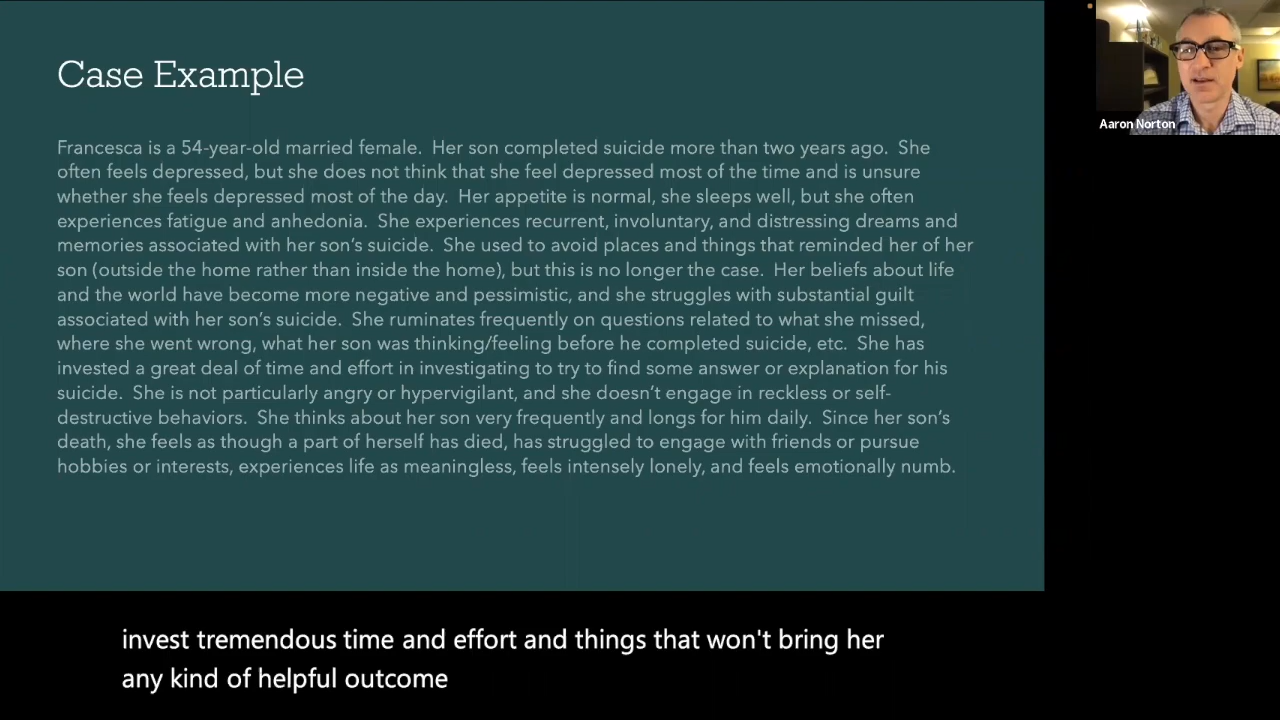 Case Example
Francesca is a 54-year-old married female.  Her son completed suicide more than two years ago.  She
often feels depressed, but she does not think that she feel depressed most of the time and is unsure
whether she feels depressed most of the day.  Her appetite is normal, she sleeps well, but she often
experiences fatigue and anhedonia.  She experiences recurrent, involuntary, and distressing dreams and
memories associated with her son’s suicide.  She used to avoid places and things that reminded her of her
son (outside the home rather than inside the home), but this is no longer the case.  Her beliefs about life
and the world have become more negative and pessimistic, and she struggles with substantial guilt
associated with her son’s suicide.  She ruminates frequently on questions related to what she missed,
where she went wrong, what her son was thinking/feeling before he completed suicide, etc.  She has
invested a great deal of time and effort in investigating to try to find some answer or explanation for his
suicide.  She is not particularly angry or hypervigilant, and she doesn’t engage in reckless or self-
destructive behaviors.  She thinks about her son very frequently and longs for him daily.  Since her son’s
death, she feels as though a part of herself has died, has struggled to engage with friends or pursue
hobbies or interests, experiences life as meaningless, feels intensely lonely, and feels emotionally numb.
Aaron Norton
invest tremendous time and effort and things that won't bring her
any kind of helpful outcome